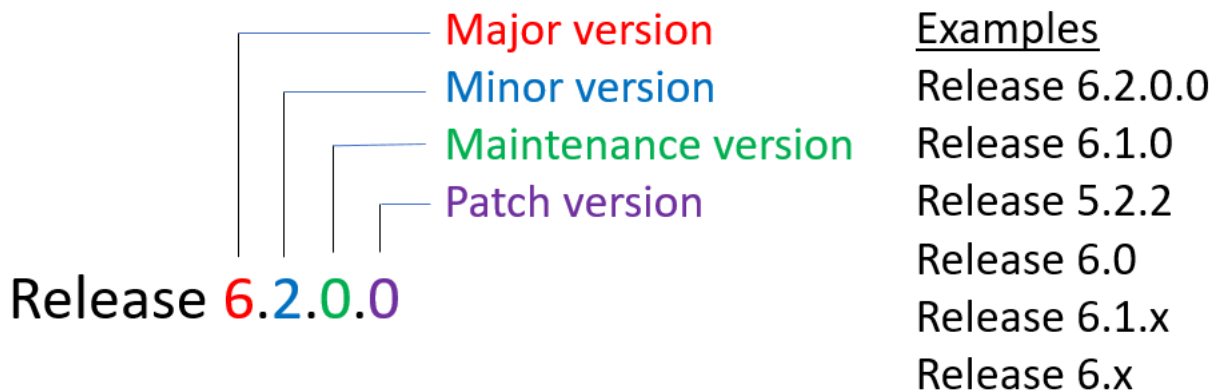 Major version
Minor version
Maintenance version
Patch version
Release 6.2.0.0
Examples
Release 6.2.0.0
Release 6.1.0
Release 5.2.2
Release 6.0
Release 6.1.x
Release 6.x